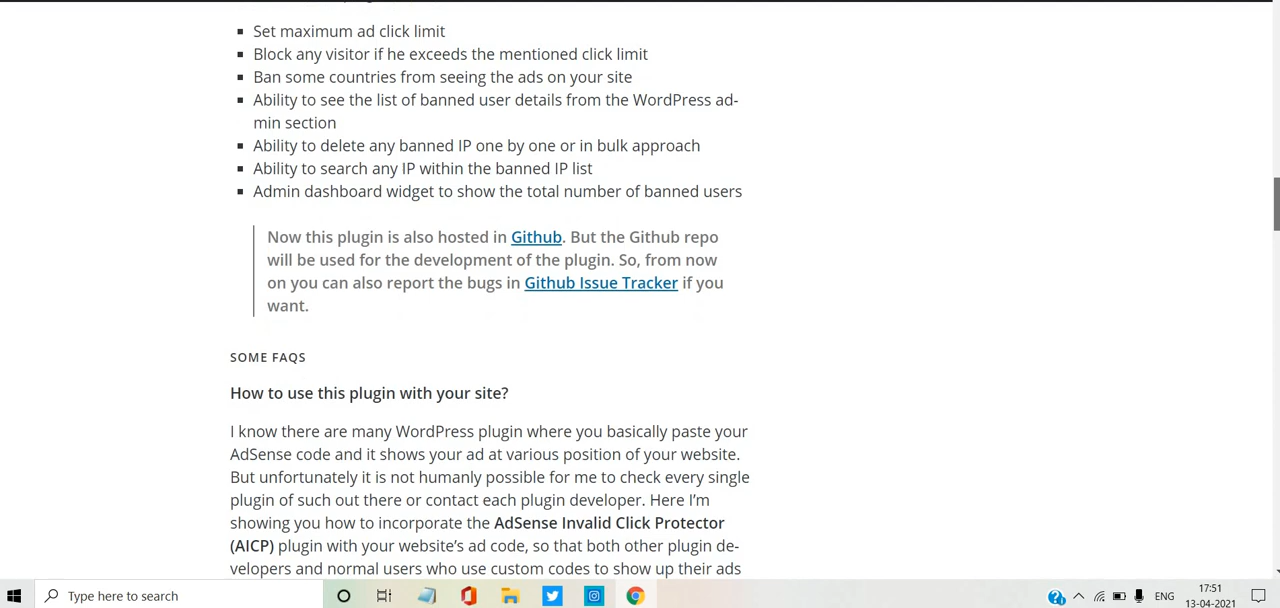 Set maximum ad click limit
Block any visitor if he exceeds the mentioned click limit
Ban some countries from seeing the ads on your site
Ability to see the list of banned user details from the WordPress ad-
min section
Ability to delete any banned IP one by one or in bulk approach
Ability to search any IP within the banned IP list
Admin dashboard widget to show the total number of banned users
Now this plugin is also hosted in Github. But the Github repo
will be used for the development of the plugin. So, from now
on you can also report the bugs in Github Issue Tracker if you
want.
SOME FAQS
How to use this plugin with your site?
I know there are many WordPress plugin where you basically paste your
AdSense code and it shows your ad at various position of your website.
But unfortunately it is not humanly possible for me to check every single
plugin of such out there or contact each plugin developer. Here I'm
showing you how to incorporate the AdSense Invalid Click Protector
(AICP) plugin with your website's ad code, so that both other plugin de-
velopers and normal users who use custom codes to show up their ads
Type here to search
ENG
17:51
13-04-2021